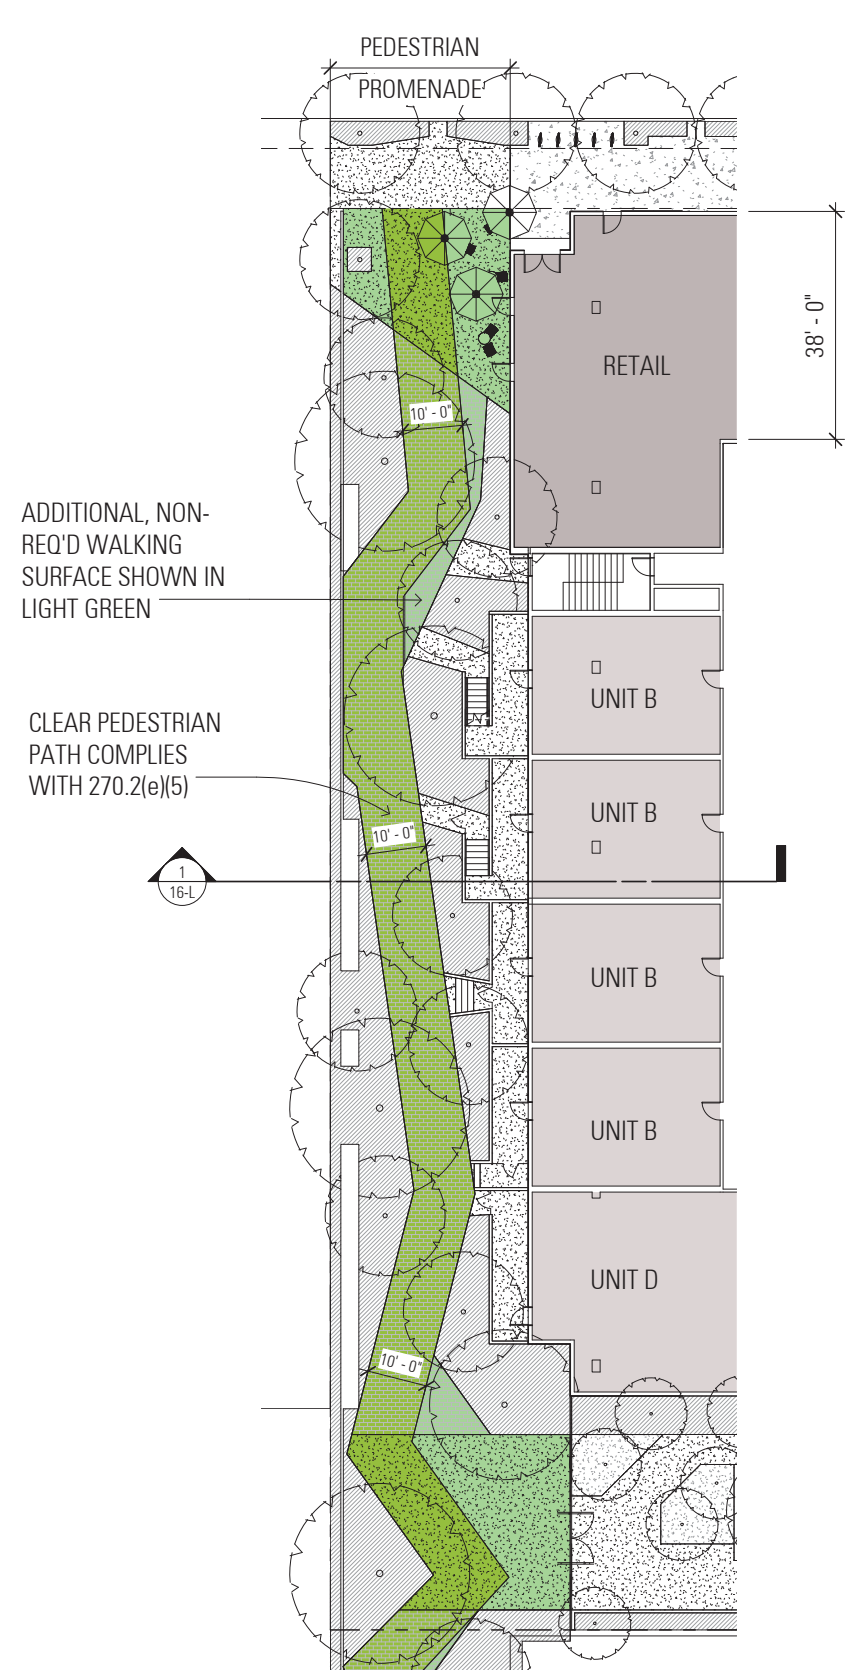 PEDESTRIAN
PROMENADE
38' - 0"
RETAIL
10' - 0"
ADDITIONAL, NON-
REQ'D WALKING
SURFACE SHOWN IN
LIGHT GREEN
UNIT B
CLEAR PEDESTRIAN
PATH COMPLIES
WITH 270.2(e)(5)
UNIT B
10' - 0"
1
16-L
UNIT B
UNIT B
UNIT D
10' - 0"